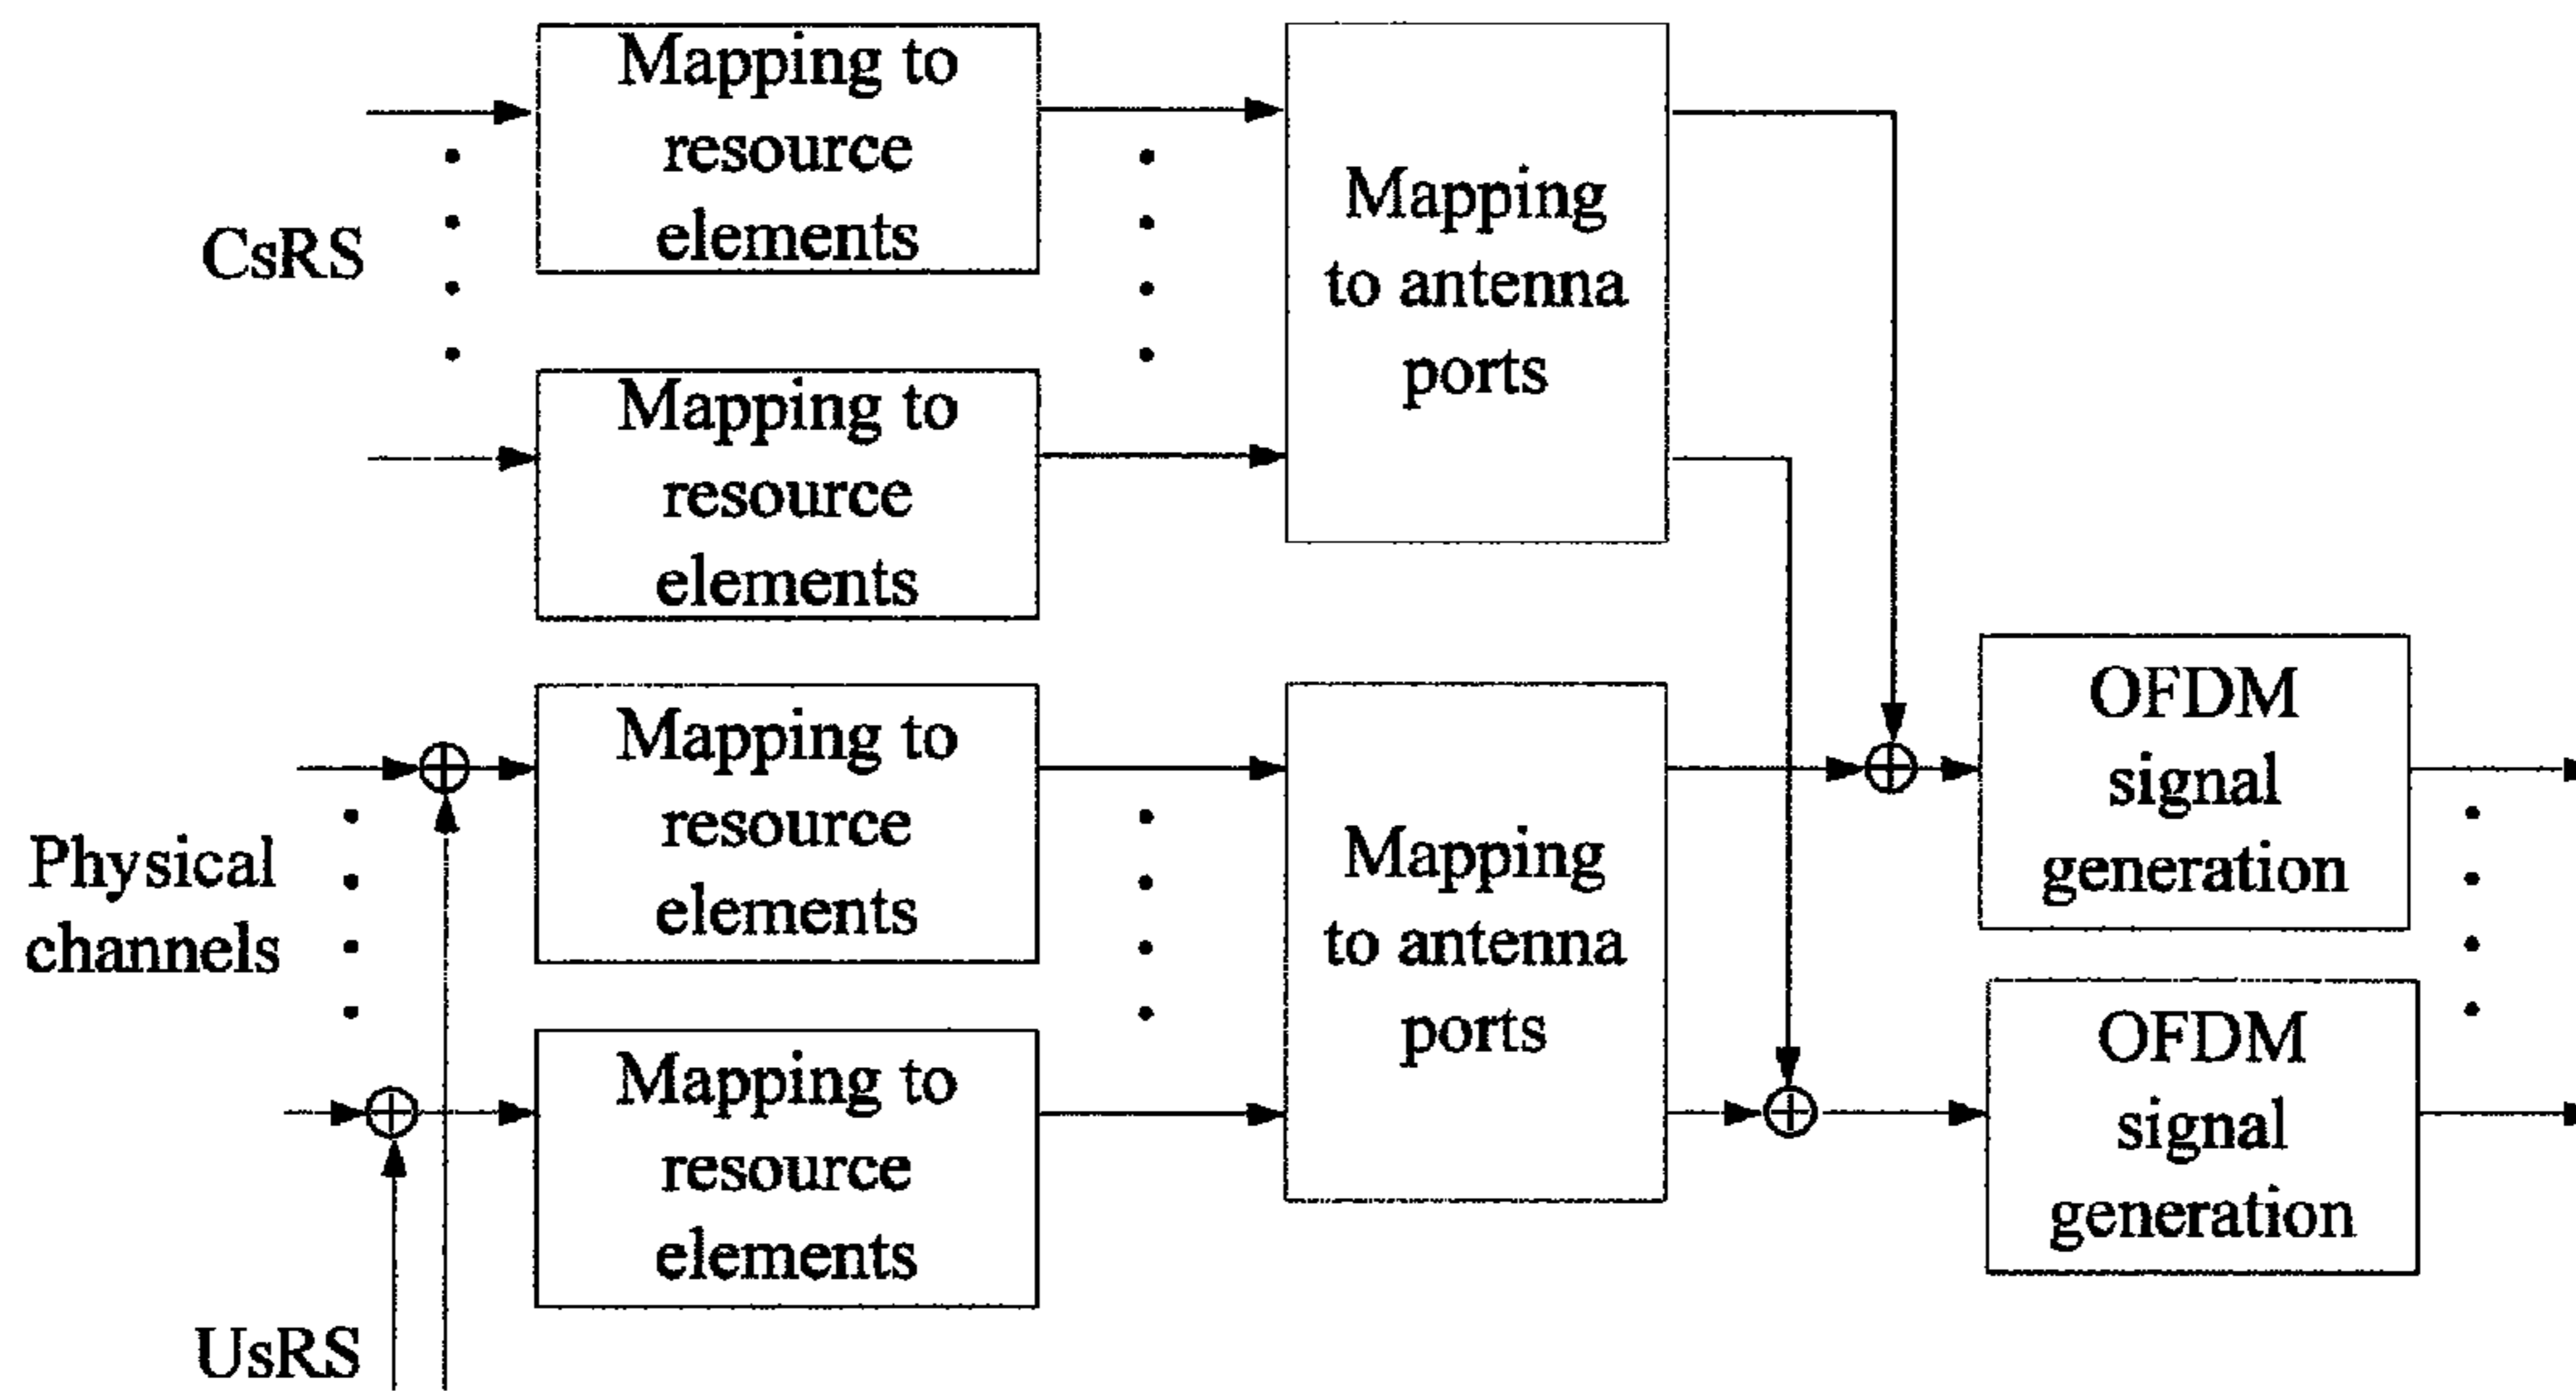 CsRS
Mapping to
resource
elements
Mapping to
resource
elements
Mapping
to antenna
ports
Physical
channels
UsRS
Mapping to
resource
elements
Mapping to
resource
elements
Mapping
to antenna
ports
OFDM
signal
generation
OFDM
signal
generation